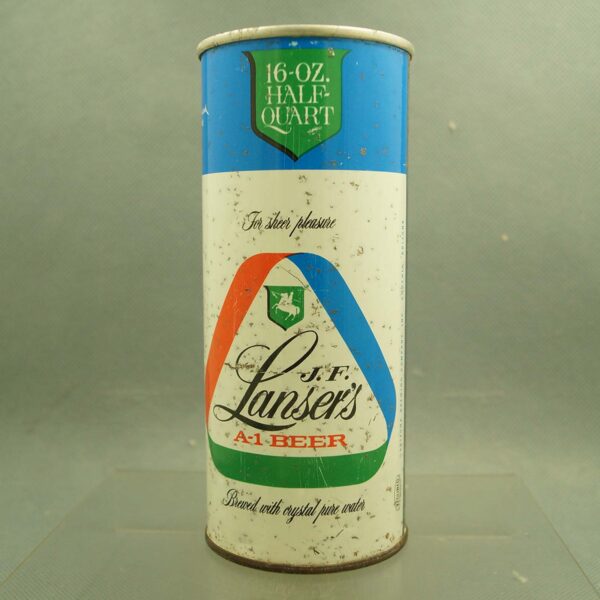 16-OZ.
HALF-
QUART
For sheer pleasure
J.F.
Lanser's
A-1 BEER
Brewed with crystal pure water